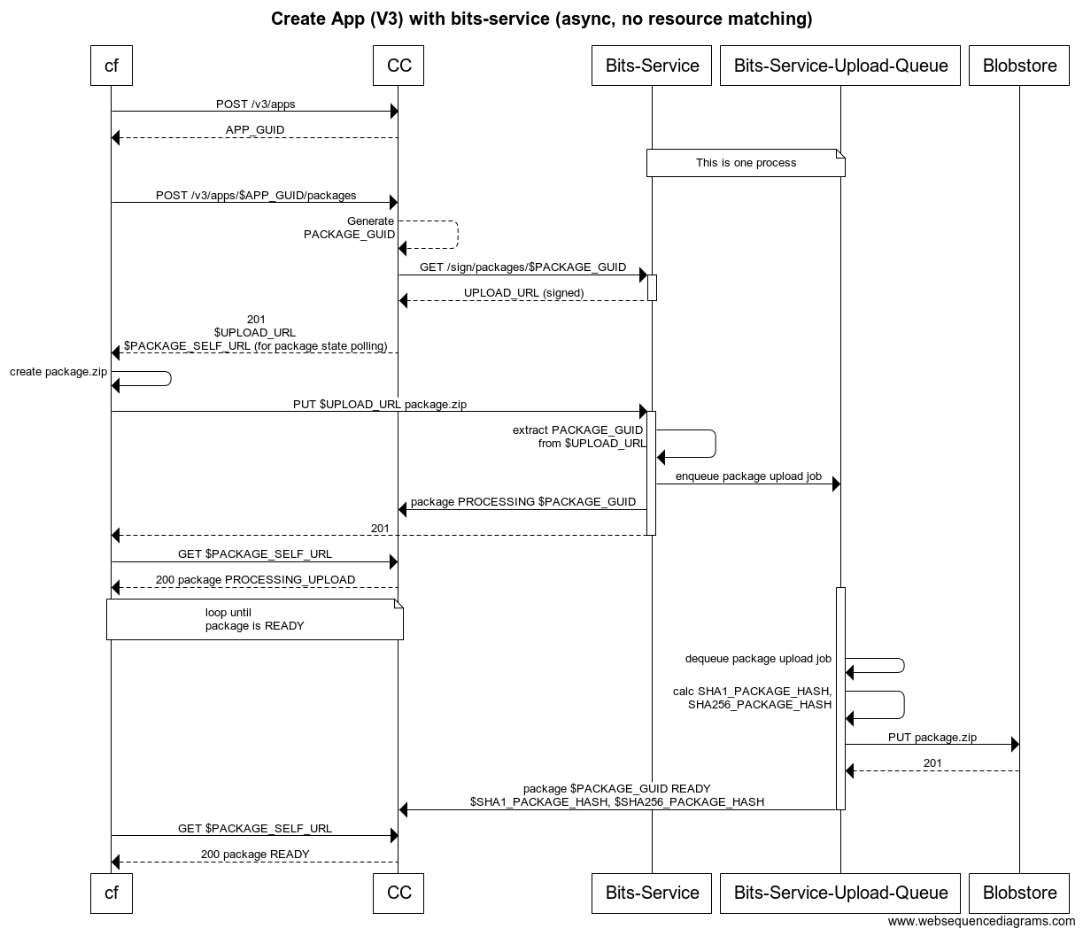 Create App (V3) with bits-service (async, no resource matching)
cf
CC
Bits-Service
Bits-Service-Upload-Queue
Blobstore
POST /v3/apps
APP_GUID
This is one process
POST /v3/apps/$APP_GUID/packages
Generate
PACKAGE_GUID
GET /sign/packages/$PACKAGE_GUID
UPLOAD_URL (signed)
201
$UPLOAD_URL
$PACKAGE_SELF_URL (for package state polling)
create package.zip
PUT $UPLOAD_URL package.zip
extract PACKAGE_GUID
from $UPLOAD_URL
enqueue package upload job
package PROCESSING $PACKAGE_GUID
201
GET $PACKAGE_SELF_URL
200 package PROCESSING_UPLOAD
loop until
package is READY
dequeue package upload job
calc SHA1_PACKAGE_HASH,
SHA256_PACKAGE_HASH
PUT package.zip
201
package $PACKAGE_GUID READY
$SHA1_PACKAGE_HASH, $SHA256_PACKAGE_HASH
GET $PACKAGE_SELF_URL
200 package READY
cf
CC
Bits-Service
Bits-Service-Upload-Queue
Blobstore
www.websequencediagrams.com